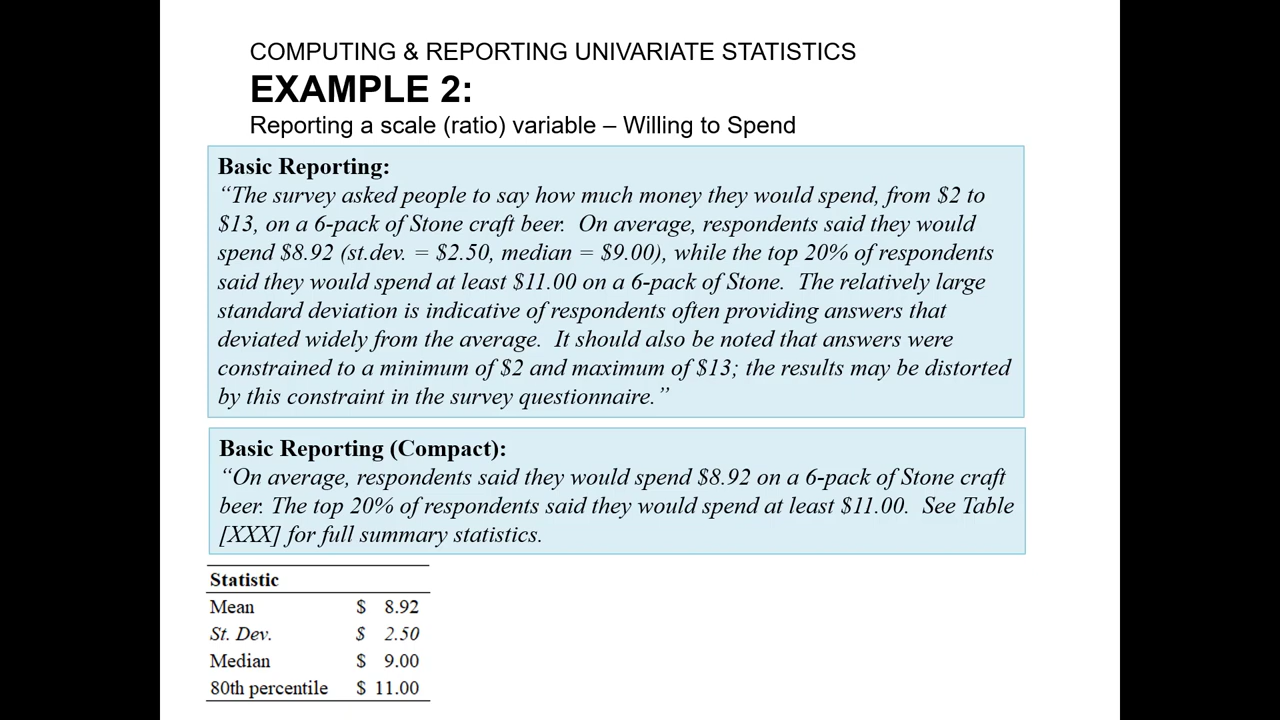 COMPUTING & REPORTING UNIVARIATE STATISTICS
EXAMPLE 2:
Reporting a scale (ratio) variable – Willing to Spend
Basic Reporting:
“The survey asked people to say how much money they would spend, from $2 to
$13, on a 6-pack of Stone craft beer.  On average, respondents said they would
spend $8.92 (st.dev. = $2.50, median = $9.00), while the top 20% of respondents
said they would spend at least $11.00 on a 6-pack of Stone.  The relatively large
standard deviation is indicative of respondents often providing answers that
deviated widely from the average.  It should also be noted that answers were
constrained to a minimum of $2 and maximum of $13; the results may be distorted
by this constraint in the survey questionnaire.”
Basic Reporting (Compact):
“On average, respondents said they would spend $8.92 on a 6-pack of Stone craft
beer. The top 20% of respondents said they would spend at least $11.00.  See Table
[XXX] for full summary statistics.
Statistic
Mean $ 8.92
St. Dev. $ 2.50
Median $ 9.00
80th percentile $ 11.00